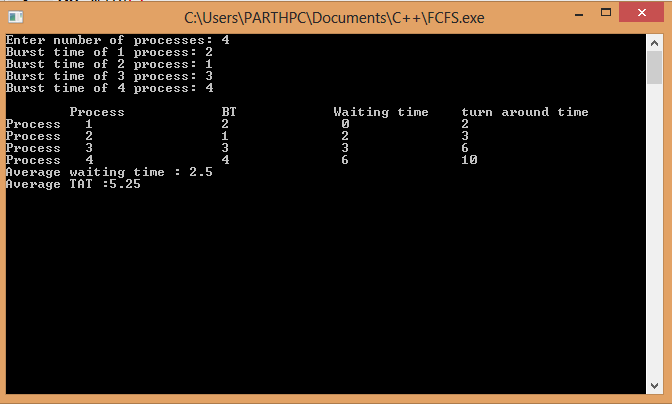 C:\Users\PARTHPC\Documents\C++\FCFS.exe
Enter number of processes: 4
Burst time of 1 process: 2
Burst time of 2 process: 1
Burst time of 3 process: 3
Burst time of 4 process: 4
Process BT Waiting time turn around time
Process 1 2 0 2
Process 2 1 2 3
Process 3 3 3 6
Process 4 4 6 10
Average waiting time : 2.5
Average TAT :5.25